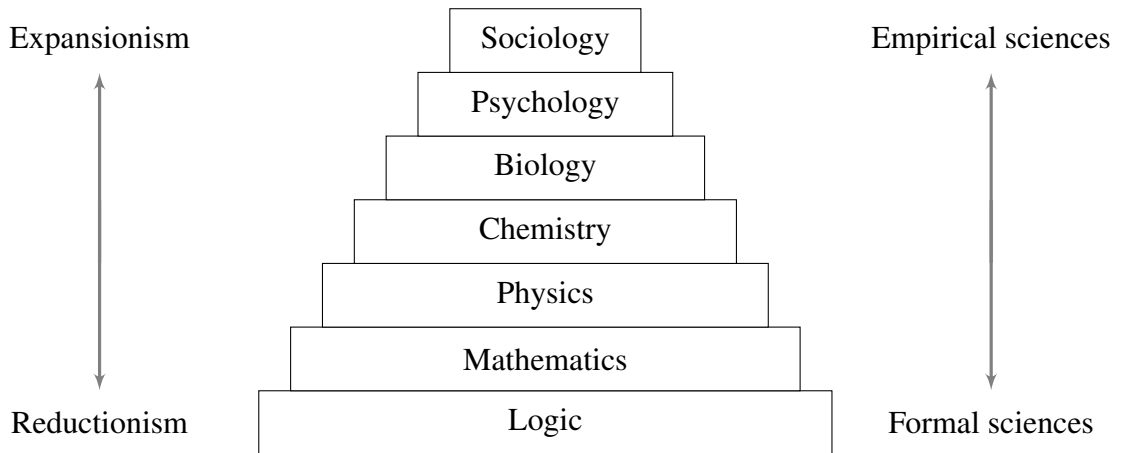 Expansionism
Sociology
Empirical sciences
Psychology
Biology
Chemistry
Physics
Mathematics
Reductionism
Logic
Formal sciences